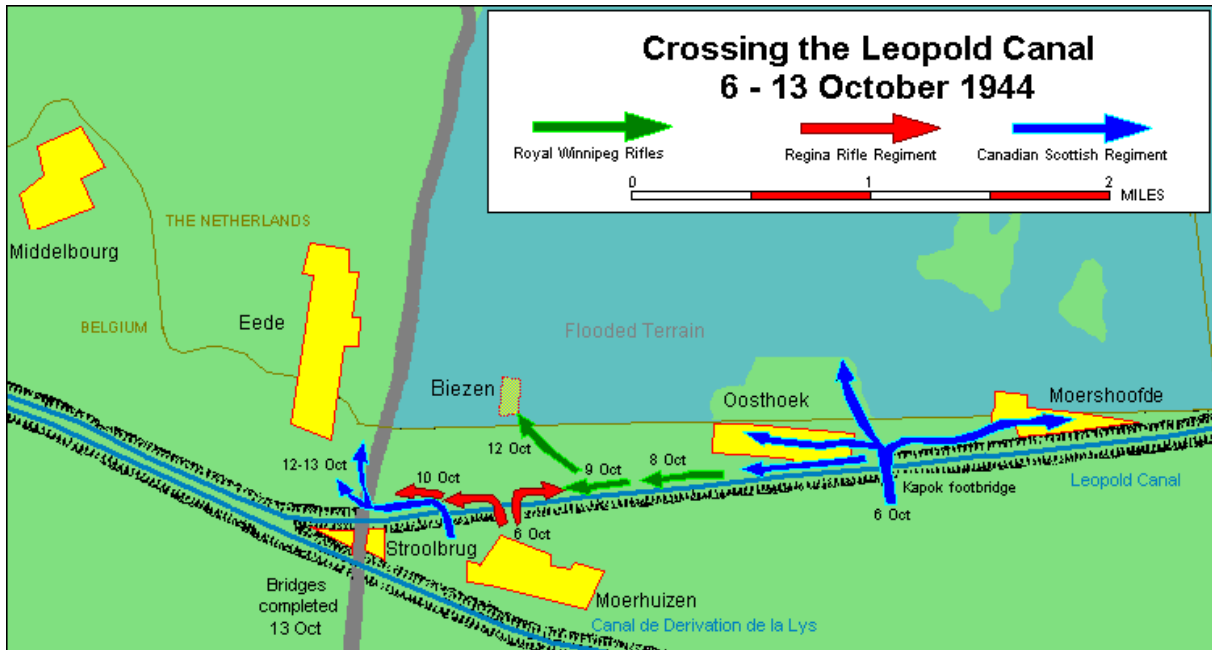 Crossing the Leopold Canal
6 - 13 October 1944
Royal Winnipeg Rifles
Regina Rifle Regiment
Canadian Scottish Regiment
0
1
2
MILES
THE NETHERLANDS
Middelbourg
BELGIUM
Eede
Flooded Terrain
Biezen
Oosthoek
Moershoofde
12 Oct
12-13 Oct
10 Oct
9 Oct
8 Oct
Kapok footbridge
Leopold Canal
6 Oct
6 Oct
Stroolbrug
Bridges
completed
13 Oct
Moerhuizen
Canal de Derivation de la Lys